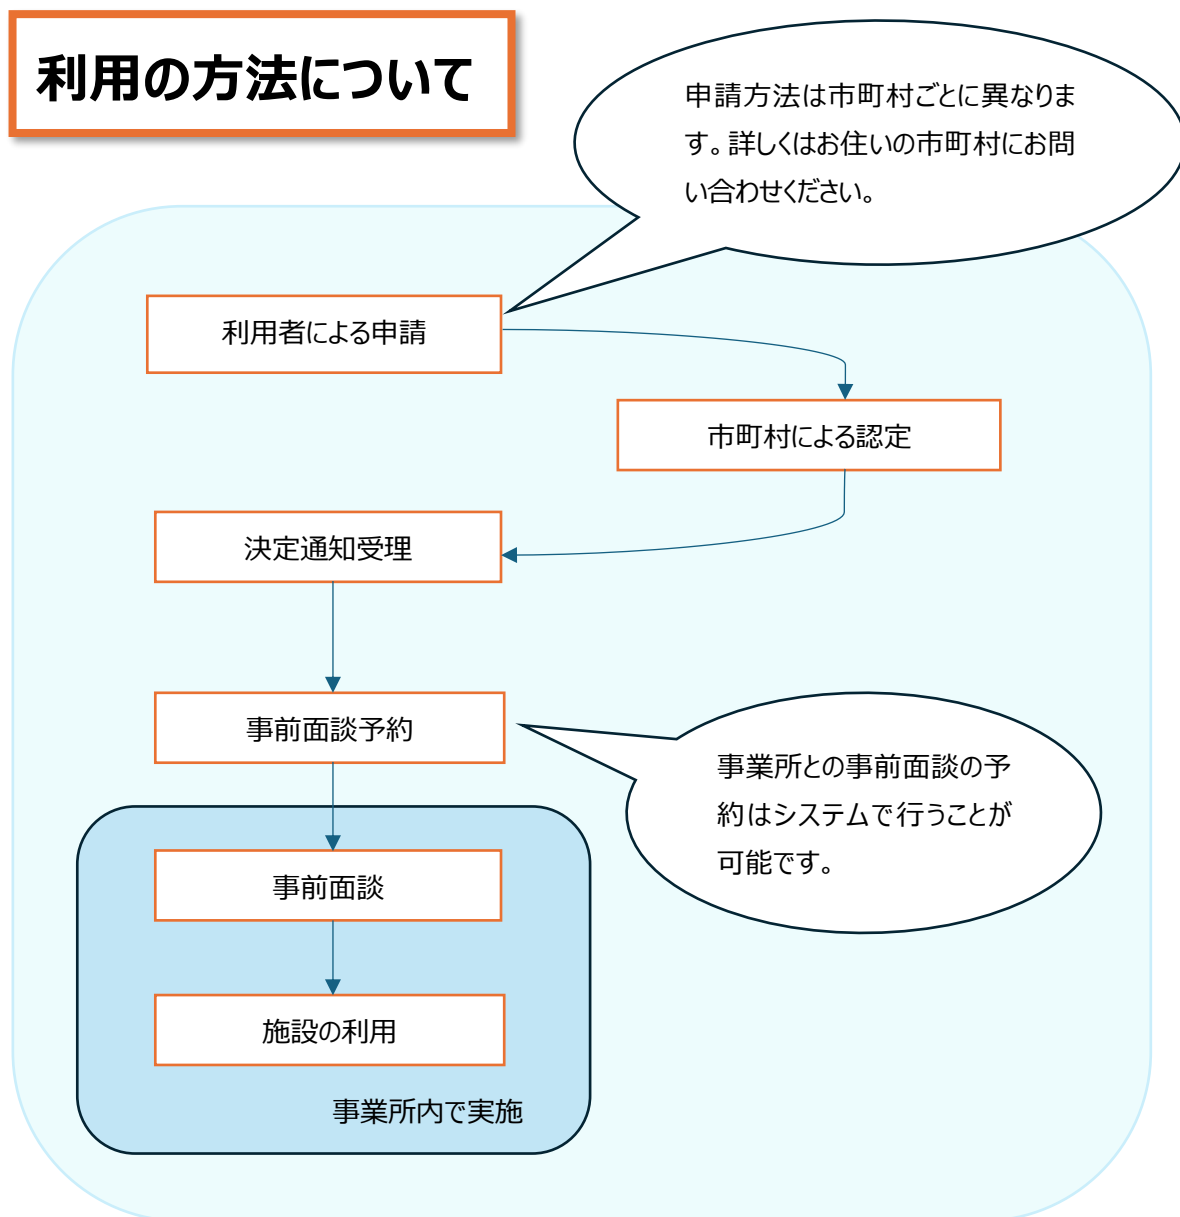 利用の方法について
申請方法は市町村ごとに異なりま
す。詳しくはお住いの市町村にお問
い合わせください。
利用者による申請
市町村による認定
決定通知受理
事前面談予約
事業所との事前面談の予
約はシステムで行うことが
可能です。
事前面談
施設の利用
事業所内で実施